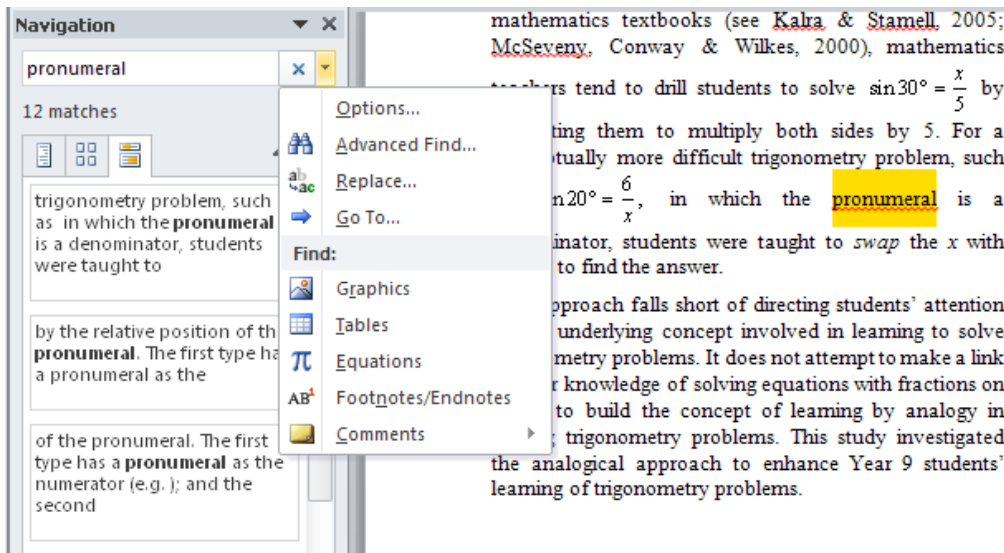 Navigation
pronumeral
12 matches
trigonometry problem, such
as in which the pronumeral
is a denominator, students
were taught to
by the relative position of th
pronumeral. The first type ha
a pronumeral as the
of the pronumeral. The first
type has a pronumeral as the
numerator (e.g. ); and the
second
Options...
Advanced Find...
Replace...
Go To...
Find:
Graphics
Tables
Equations
Footnotes/Endnotes
Comments
mathematics textbooks (see Kalra & Stamell, 2005;
McSeveny, Conway & Wilkes, 2000), mathematics
tend to drill students to solve sin30° = x/5 by
ting them to multiply both sides by 5. For a
tually more difficult trigonometry problem, such
n20° = 6/x, in which the pronumeral is a
inator, students were taught to swap the x with
to find the answer.
pproach falls short of directing students’ attention
underlying concept involved in learning to solve
metry problems. It does not attempt to make a link
r knowledge of solving equations with fractions on
to build the concept of learning by analogy in
trigonometry problems. This study investigated
the analogical approach to enhance Year 9 students’
learning of trigonometry problems.